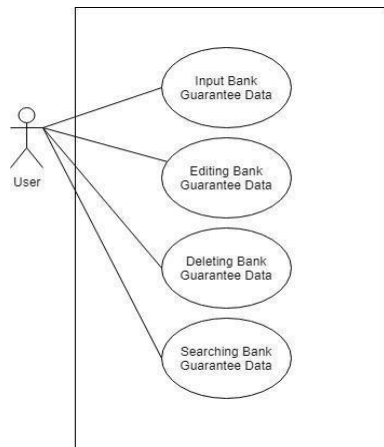 Input Bank
Guarantee Data
User
Editing Bank
Guarantee Data
Deleting Bank
Guarantee Data
Searching Bank
Guarantee Data